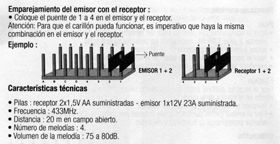 Emparejamiento del emisor con el receptor :
• Coloque el puente de 1 a 4 en el emisor y el receptor.
Atención: Para que el carillón pueda funcionar, es imperativo que haya la misma
combinación en el emisor y el receptor.
Ejemplo :
Puente
EMISOR 1 + 2
Receptor 1 + 2
Características técnicas
• Pilas : receptor 2x1,5V AA suministradas - emisor 1x12V 23A suministrada.
• Frecuencia : 433MHz.
• Distancia : 20 m en campo abierto.
• Número de melodías : 4.
• Volumen de la melodía : 75 a 80dB.